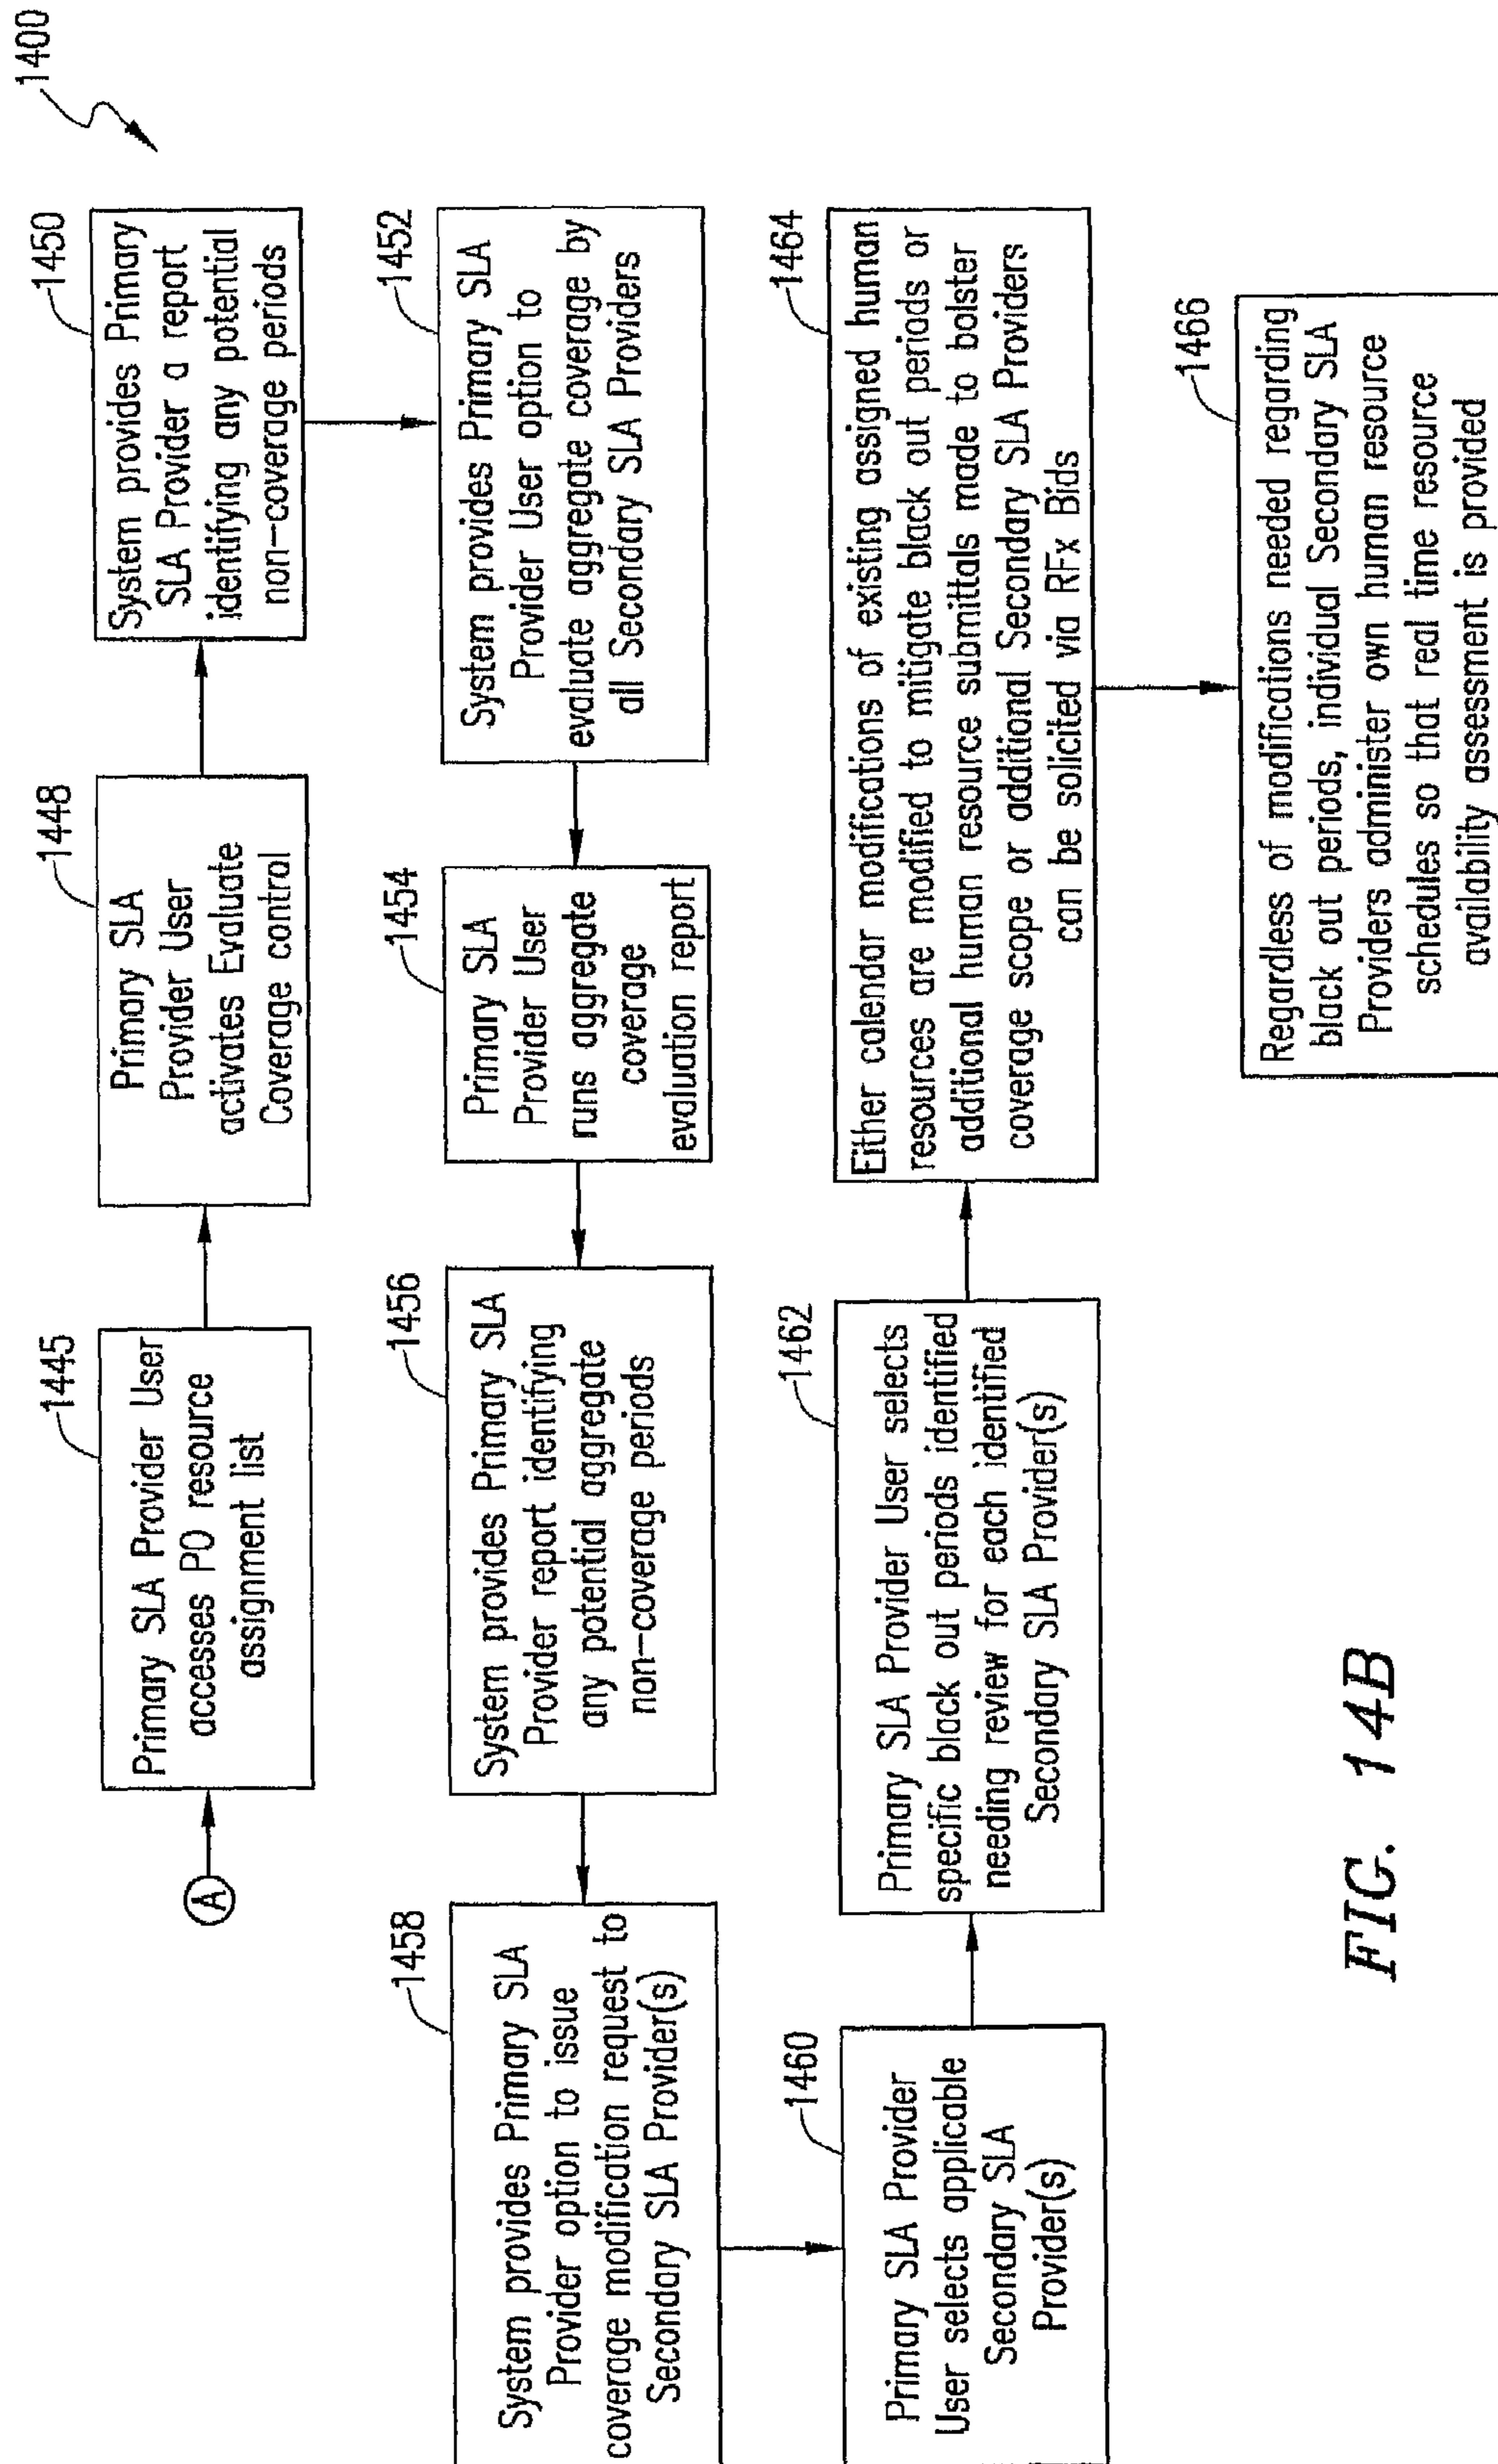 1400
A
1445
Primary SLA Provider User
accesses PO resource
assignment list
1448
Primary SLA
Provider User
activates Evaluate
Coverage control
1450
System provides Primary
SLA Provider a report
identifying any potential
non-coverage periods
1452
System provides Primary SLA
Provider User option to
evaluate aggregate coverage by
all Secondary SLA Providers
1454
Primary SLA
Provider User
runs aggregate
coverage
evaluation report
1456
System provides Primary SLA
Provider report identifying
any potential aggregate
non-coverage periods
1458
System provides Primary SLA
Provider option to issue
coverage modification request to
Secondary SLA Provider(s)
1460
Primary SLA Provider
User selects applicable
Secondary SLA
Provider(s)
1462
Primary SLA Provider User selects
specific black out periods identified
needing review for each identified
Secondary SLA Provider(s)
1464
Either calendar modifications of existing assigned human
resources are modified to mitigate black out periods or
additional human resource submittals made to bolster
coverage scope or additional Secondary SLA Providers
can be solicited via RFx Bids
1466
Regardless of modifications needed regarding
black out periods, individual Secondary SLA
Providers administer own human resource
schedules so that real time resource
availability assessment is provided
FIG. 14B